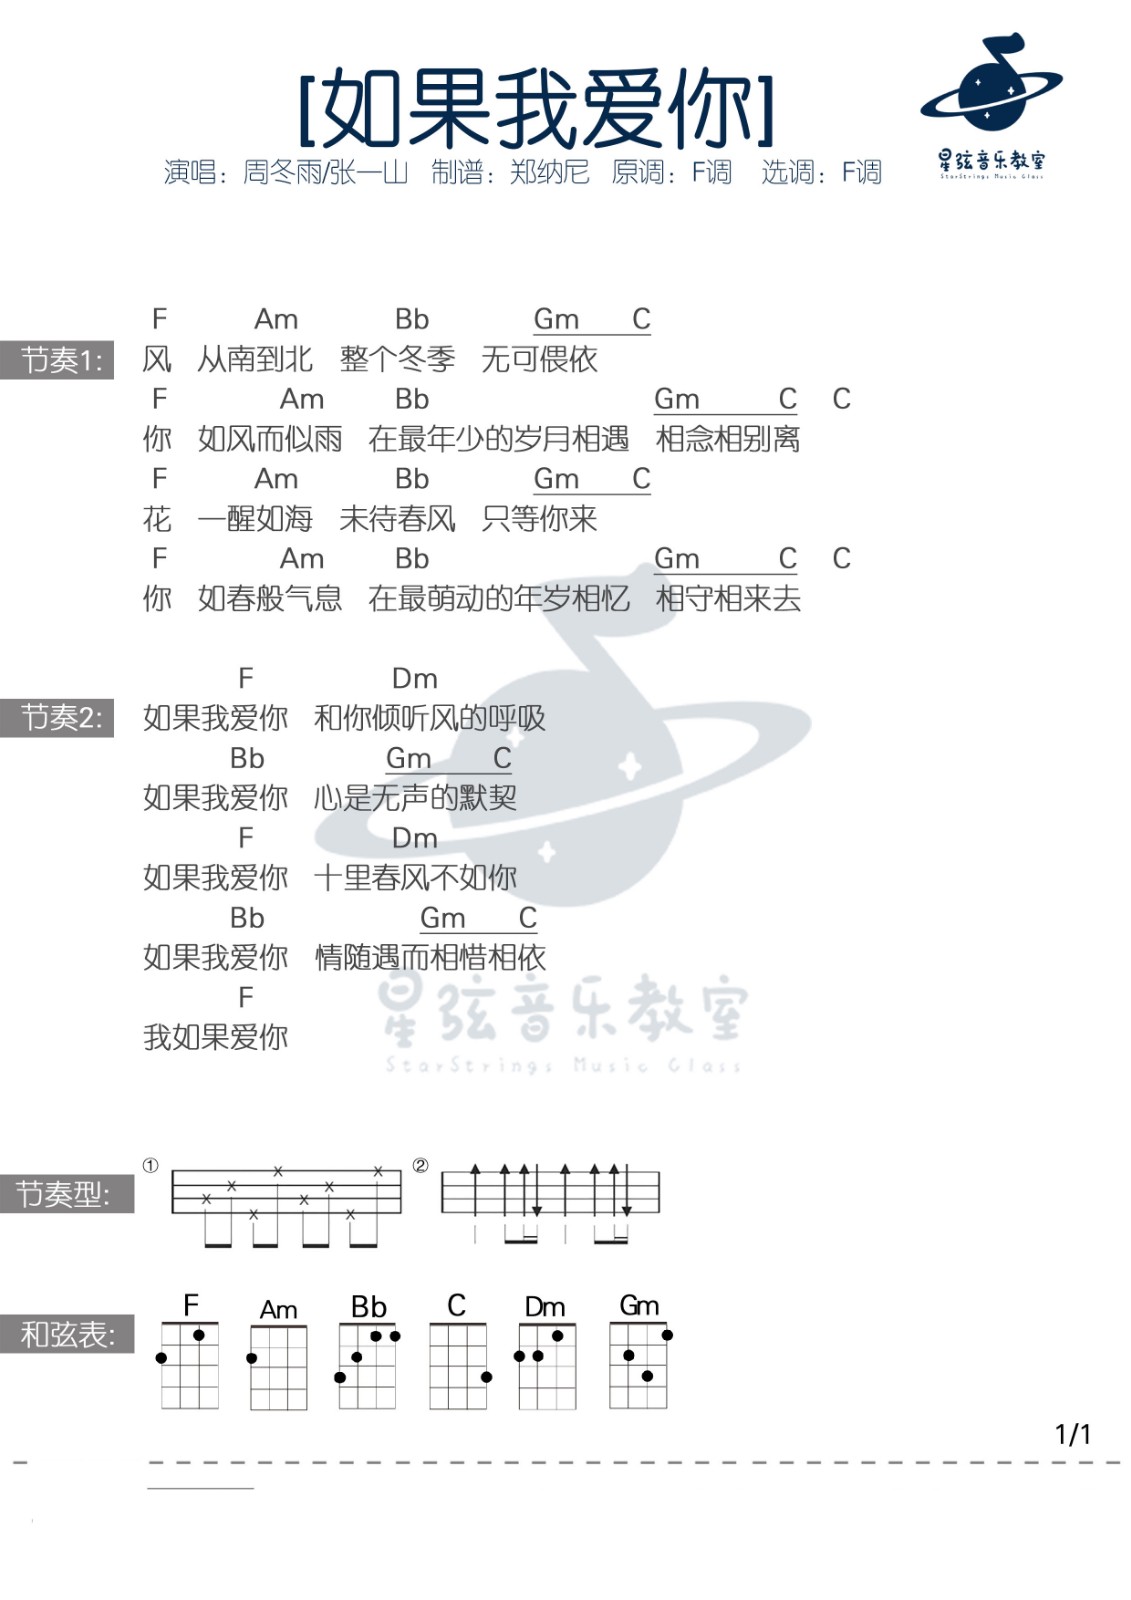 [如果我爱你]
演唱：周冬雨/张一山 制谱：郑纳尼 原调：F调 选调：F调
星弦音乐教室
StarStrings Music Class
F Am Bb Gm C
节奏1: 风 从南到北 整个冬季 无可偎依
F Am Bb Gm C C
你 如风而似雨 在最年少的岁月相遇 相念相别离
F Am Bb Gm C
花 一醒如海 未待春风 只等你来
F Am Bb Gm C C
你 如春般气息 在最萌动的年岁相忆 相守相来去
F Dm
节奏2: 如果我爱你 和你倾听风的呼吸
Bb Gm C
如果我爱你 心是无声的默契
F Dm
如果我爱你 十里春风不如你
Bb Gm C
如果我爱你 情随遇而相惜相依
F
我如果爱你
星弦音乐教室
StarStrings Music Class
① ②
节奏型:
F Am Bb C Dm Gm
和弦表:
1/1